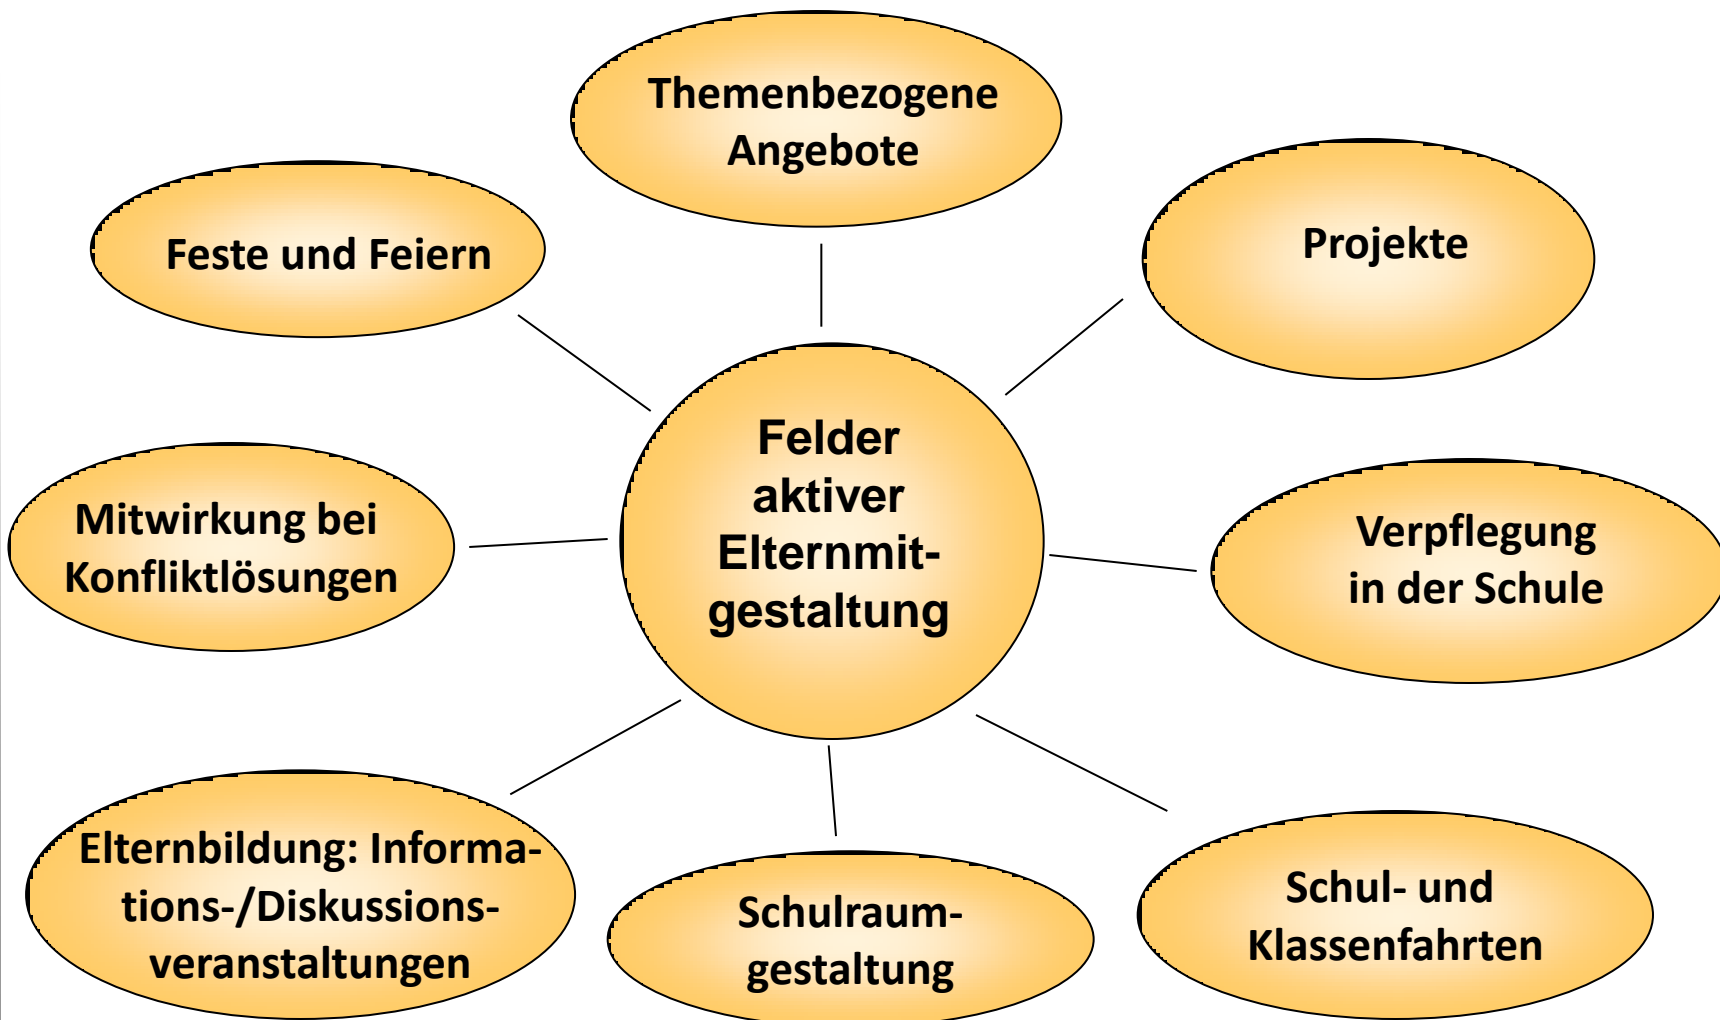 Themenbezogene
Angebote
Feste und Feiern
Projekte
Felder
aktiver
Elternmit-
gestaltung
Mitwirkung bei
Konfliktlösungen
Verpflegung
in der Schule
Elternbildung: Informa-
tions-/Diskussions-
veranstaltungen
Schulraum-
gestaltung
Schul- und
Klassenfahrten